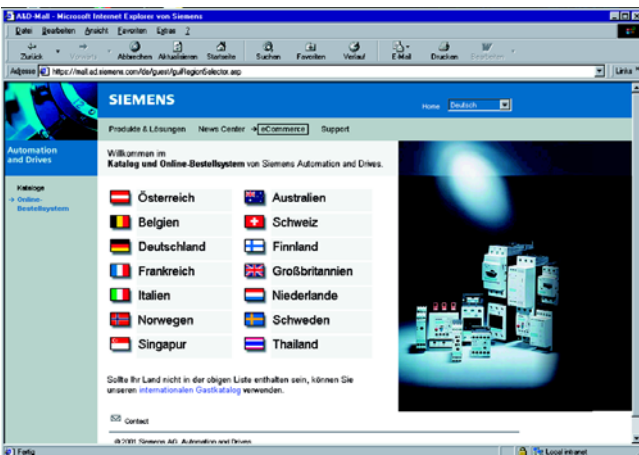 A&D-Mall - Microsoft Internet Explorer von Siemens
Datei Bearbeiten Ansicht Favoriten Extras ?
Zurück Vorwärts Abbrechen Aktualisieren Startseite Suchen Favoriten Verlauf E-Mail Drucken Bearbeiten
Adresse https://mall.ad.siemens.com/de/guest/guiRegionSelector.asp Links
SIEMENS
Home Deutsch
Produkte & Lösungen News Center eCommerce Support
Automation
and Drives
Kataloge
Online-
Bestellsystem
Willkommen im
Katalog und Online-Bestellsystem von Siemens Automation and Drives.
Österreich Australien
Belgien Schweiz
Deutschland Finnland
Frankreich Großbritannien
Italien Niederlande
Norwegen Schweden
Singapur Thailand
Sollte Ihr Land nicht in der obigen Liste enthalten sein, können Sie
unseren internationalen Gastkatalog verwenden.
Contact
© 2001 Siemens AG, Automation and Drives
Fertig Local intranet